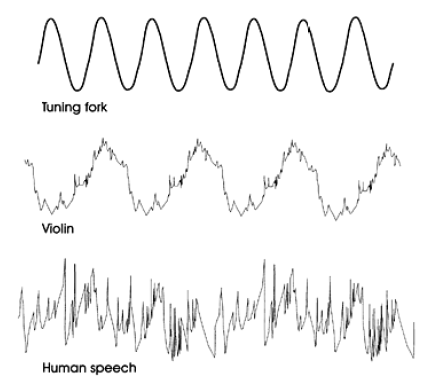 Tuning fork
Violin
Human speech